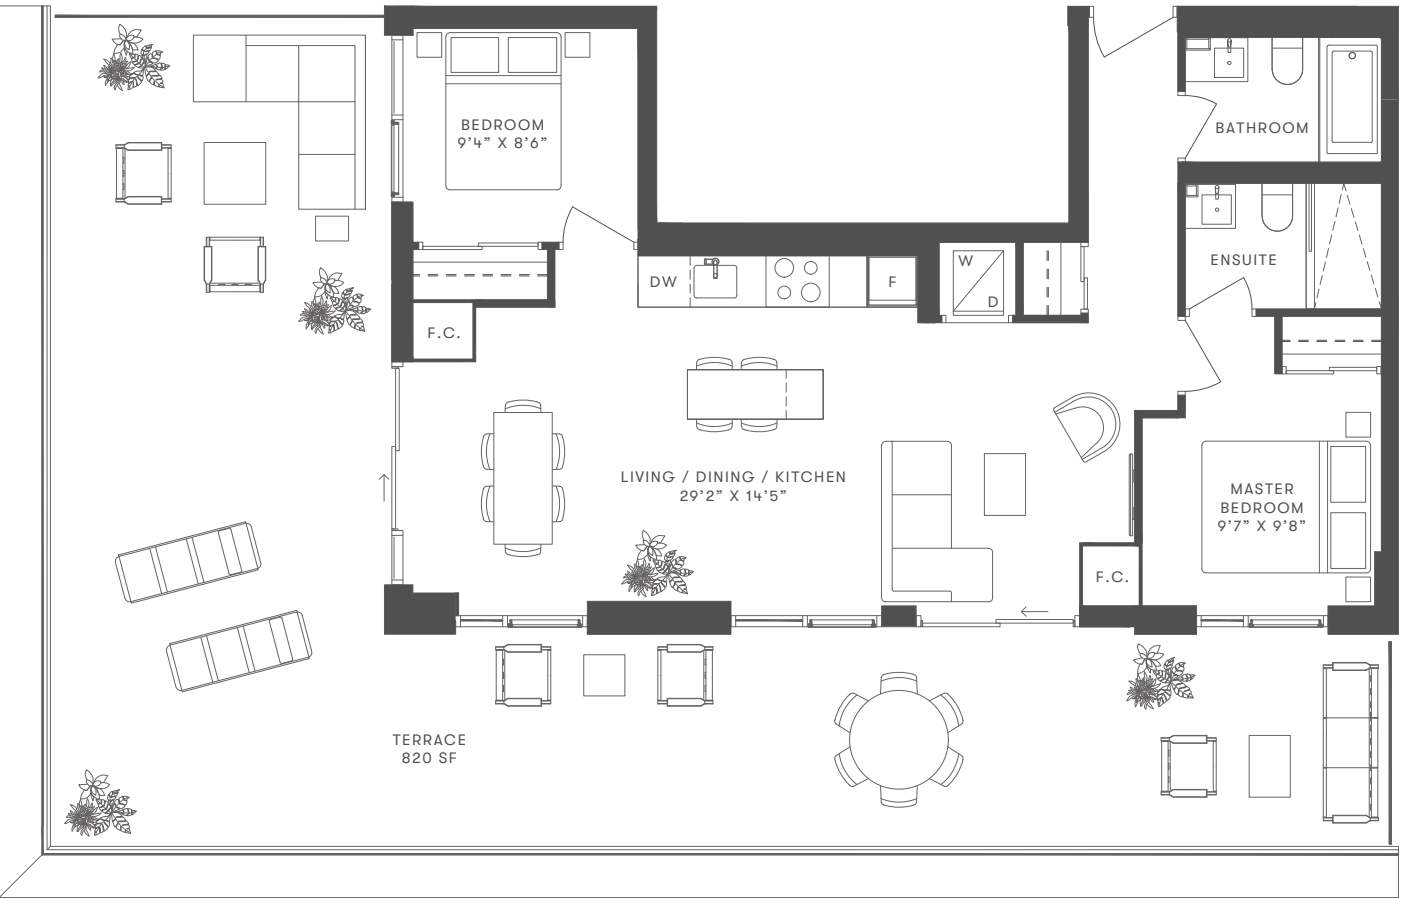 BEDROOM
9'4" X 8'6"
BATHROOM
ENSUITE
W
D
DW
F
F.C.
LIVING / DINING / KITCHEN
29'2" X 14'5"
MASTER
BEDROOM
9'7" X 9'8"
F.C.
TERRACE
820 SF